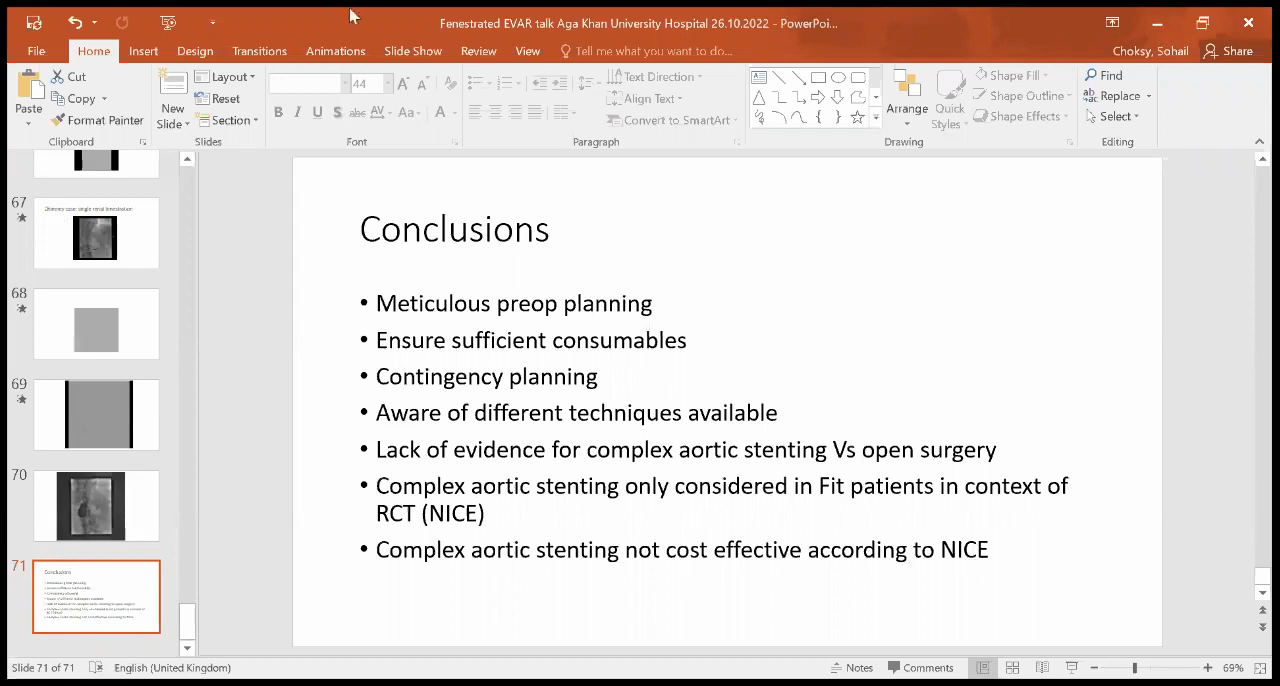 Fenestrated EVAR talk Aga Khan University Hospital 26.10.2022 - PowerPoi...
File Home Insert Design Transitions Animations Slide Show Review View Tell me what you want to do... Choksy, Sohail Share
Paste
Cut
Copy
Format Painter
Clipboard
New
Slide
Layout
Reset
Section
Slides
44
B I U S abc AV Aa A
Font
Text Direction
Align Text
Convert to SmartArt
Paragraph
Arrange
Quick
Styles
Shape Fill
Shape Outline
Shape Effects
Drawing
Find
Replace
Select
Editing
67
68
69
70
71
Conclusions
• Meticulous preop planning
• Ensure sufficient consumables
• Contingency planning
• Aware of different techniques available
• Lack of evidence for complex aortic stenting Vs open surgery
• Complex aortic stenting only considered in Fit patients in context of
RCT (NICE)
• Complex aortic stenting not cost effective according to NICE
Slide 71 of 71 English (United Kingdom) Notes Comments 69%